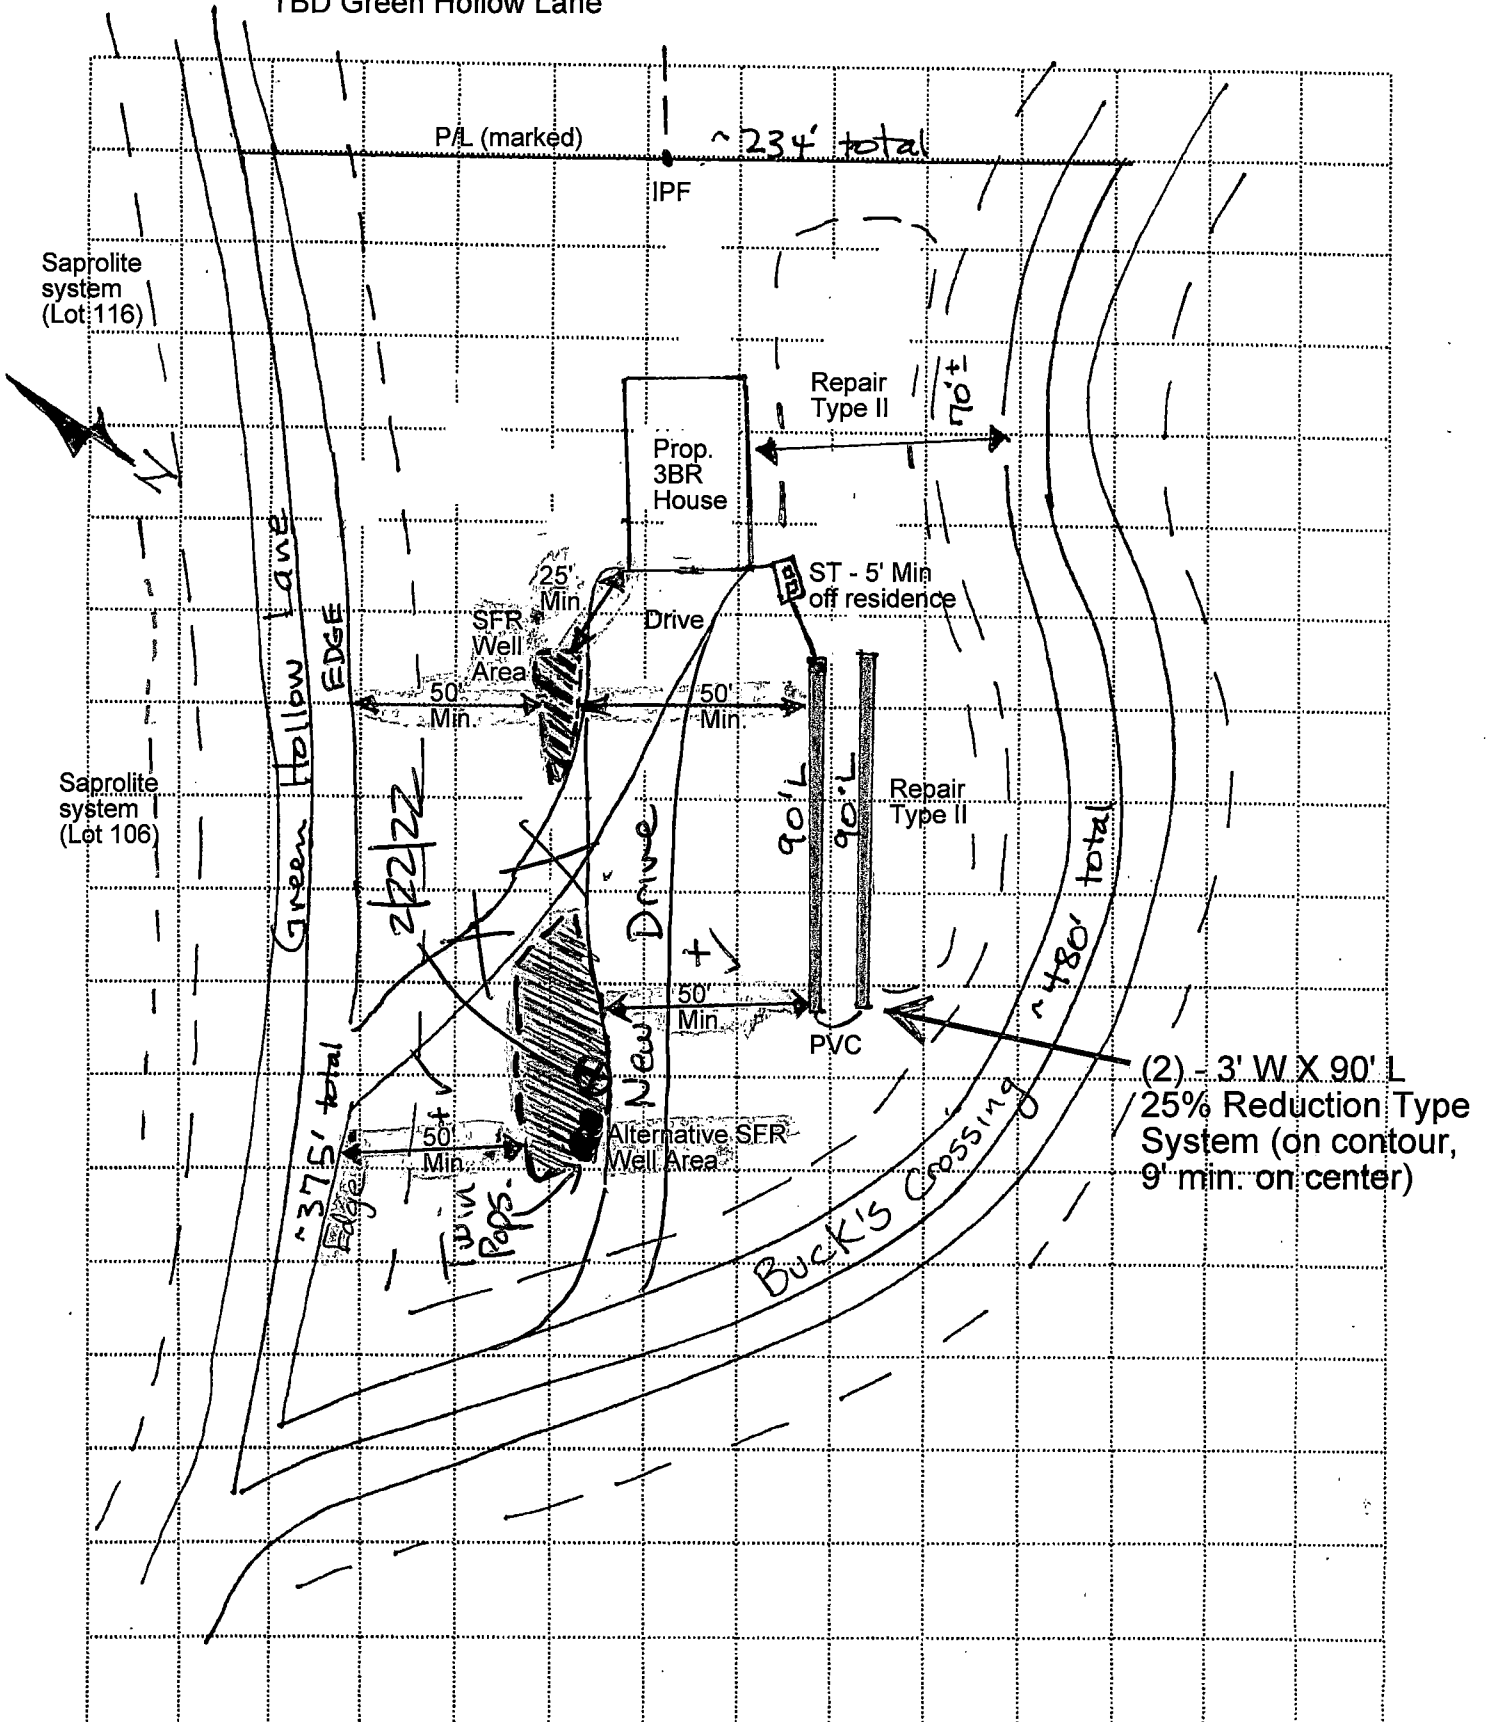 TBD Green Hollow Lane
P/L (marked)
~234' total
IPF
Saprolite
system
(Lot 116)
N
Repair
Type II
70'±
Prop.
3BR
House
Green Hollow Lane
EDGE
25'
Min.
SFR
Well
Area
Drive
ST - 5' Min
off residence
50'
Min.
50'
Min.
Saprolite
system
(Lot 106)
2/22/22
New Drive
90'L
90'L
Repair
Type II
~480' total
50'
Min
PVC
(2) - 3' W X 90' L
25% Reduction Type
System (on contour,
9' min. on center)
~375' total
Edge
50'
Min
Alternative SFR
Well Area
Twin
Pops.
Buck's Crossing